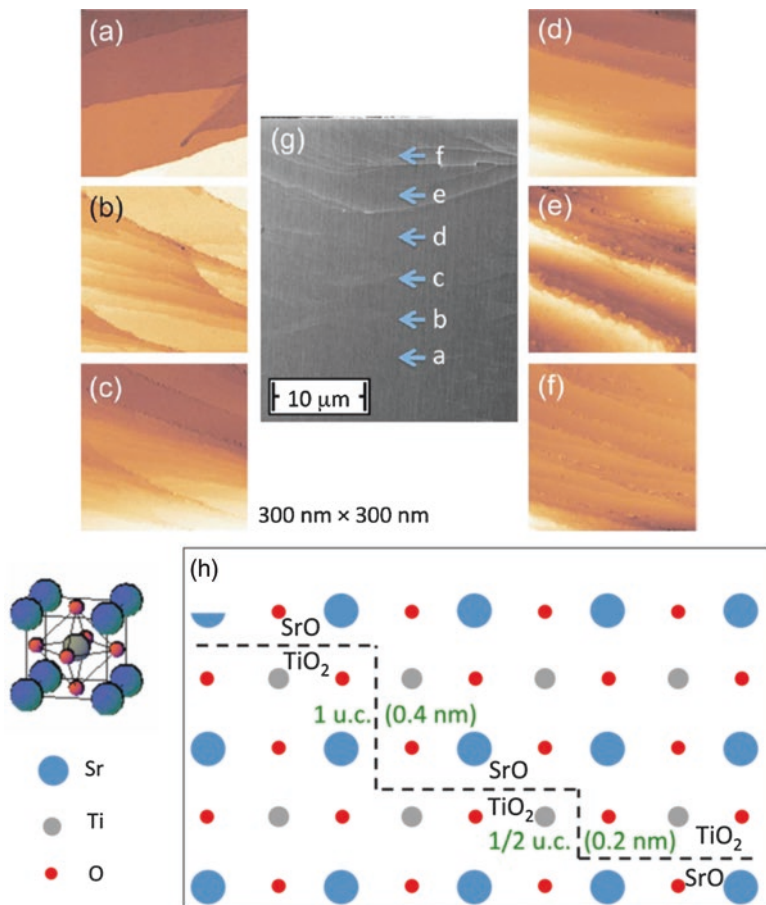 (a)
(b)
(c)
(g)
f
e
d
c
b
a
10 μm
300 nm × 300 nm
(d)
(e)
(f)
Sr
Ti
O
(h)
SrO
TiO₂
1 u.c. (0.4 nm)
SrO
TiO₂
1/2 u.c. (0.2 nm)
TiO₂
SrO